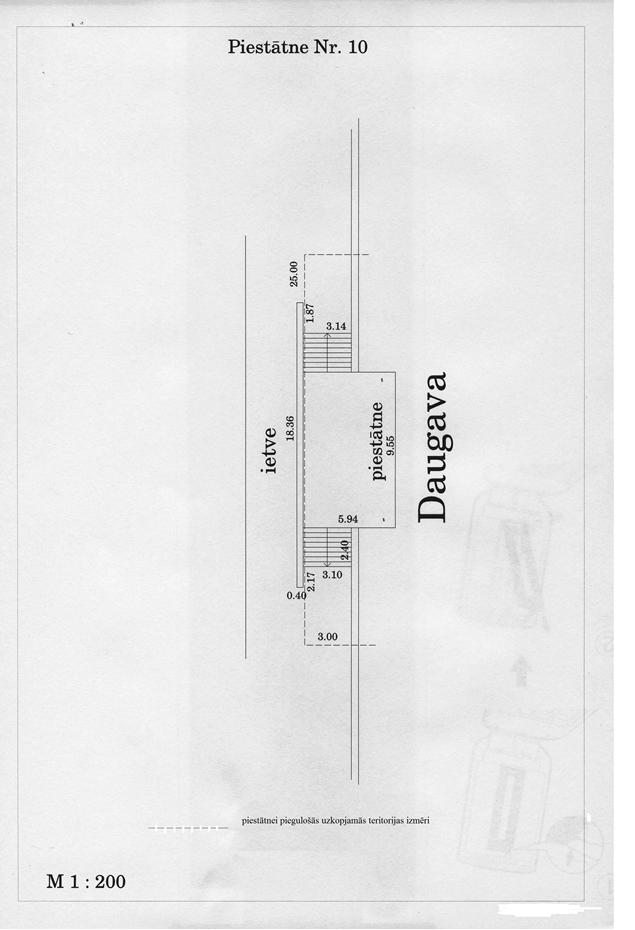 Piestātne Nr. 10
25.00
1.87
3.14
ietve
18.36
piestātne
9.55
Daugava
5.94
2.40
3.10
2.17
0.40
3.00
piestātnei piegulošās uzkopjamās teritorijas izmēri
M 1 : 200